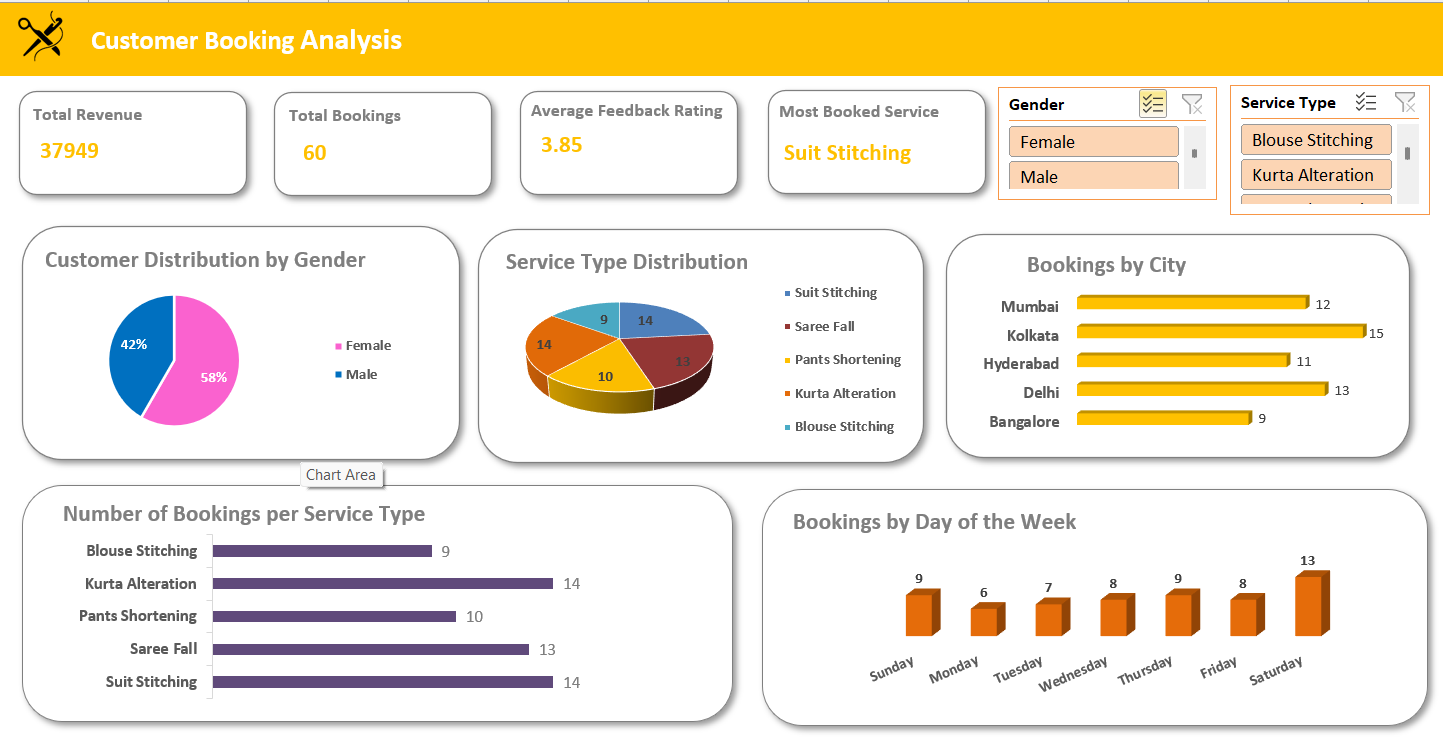 Customer Booking Analysis
Total Revenue
37949
Total Bookings
60
Average Feedback Rating
3.85
Most Booked Service
Suit Stitching
Gender
Female
Male
Service Type
Blouse Stitching
Kurta Alteration
Customer Distribution by Gender
42%
58%
Female
Male
Service Type Distribution
9
14
14
13
10
Suit Stitching
Saree Fall
Pants Shortening
Kurta Alteration
Blouse Stitching
Bookings by City
Mumbai 12
Kolkata 15
Hyderabad 11
Delhi 13
Bangalore 9
Chart Area
Number of Bookings per Service Type
Blouse Stitching 9
Kurta Alteration 14
Pants Shortening 10
Saree Fall 13
Suit Stitching 14
Bookings by Day of the Week
9 6 7 8 9 8 13
Sunday Monday Tuesday Wednesday Thursday Friday Saturday